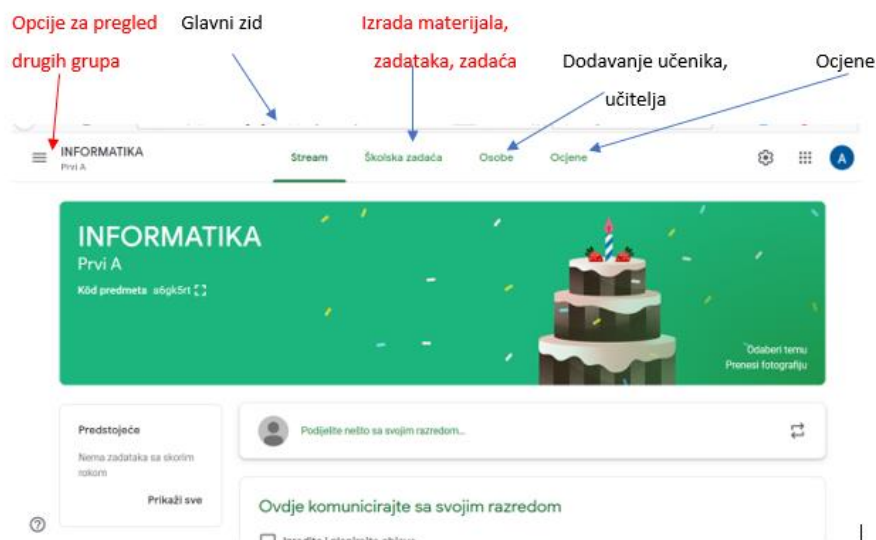 Opcije za pregled
drugih grupa
Glavni zid
Izrada materijala,
zadataka, zadaća
Dodavanje učenika,
učitelja
Ocjene
INFORMATIKA
Prvi A
Stream
Školska zadaća
Osobe
Ocjene
A
INFORMATIKA
Prvi A
Kôd predmeta a6gk5rt
Odaberi temu
Prenesi fotografiju
Predstojeće
Nema zadataka sa skorim
rokom
Prikaži sve
Podijelite nešto sa svojim razredom...
Ovdje komunicirajte sa svojim razredom